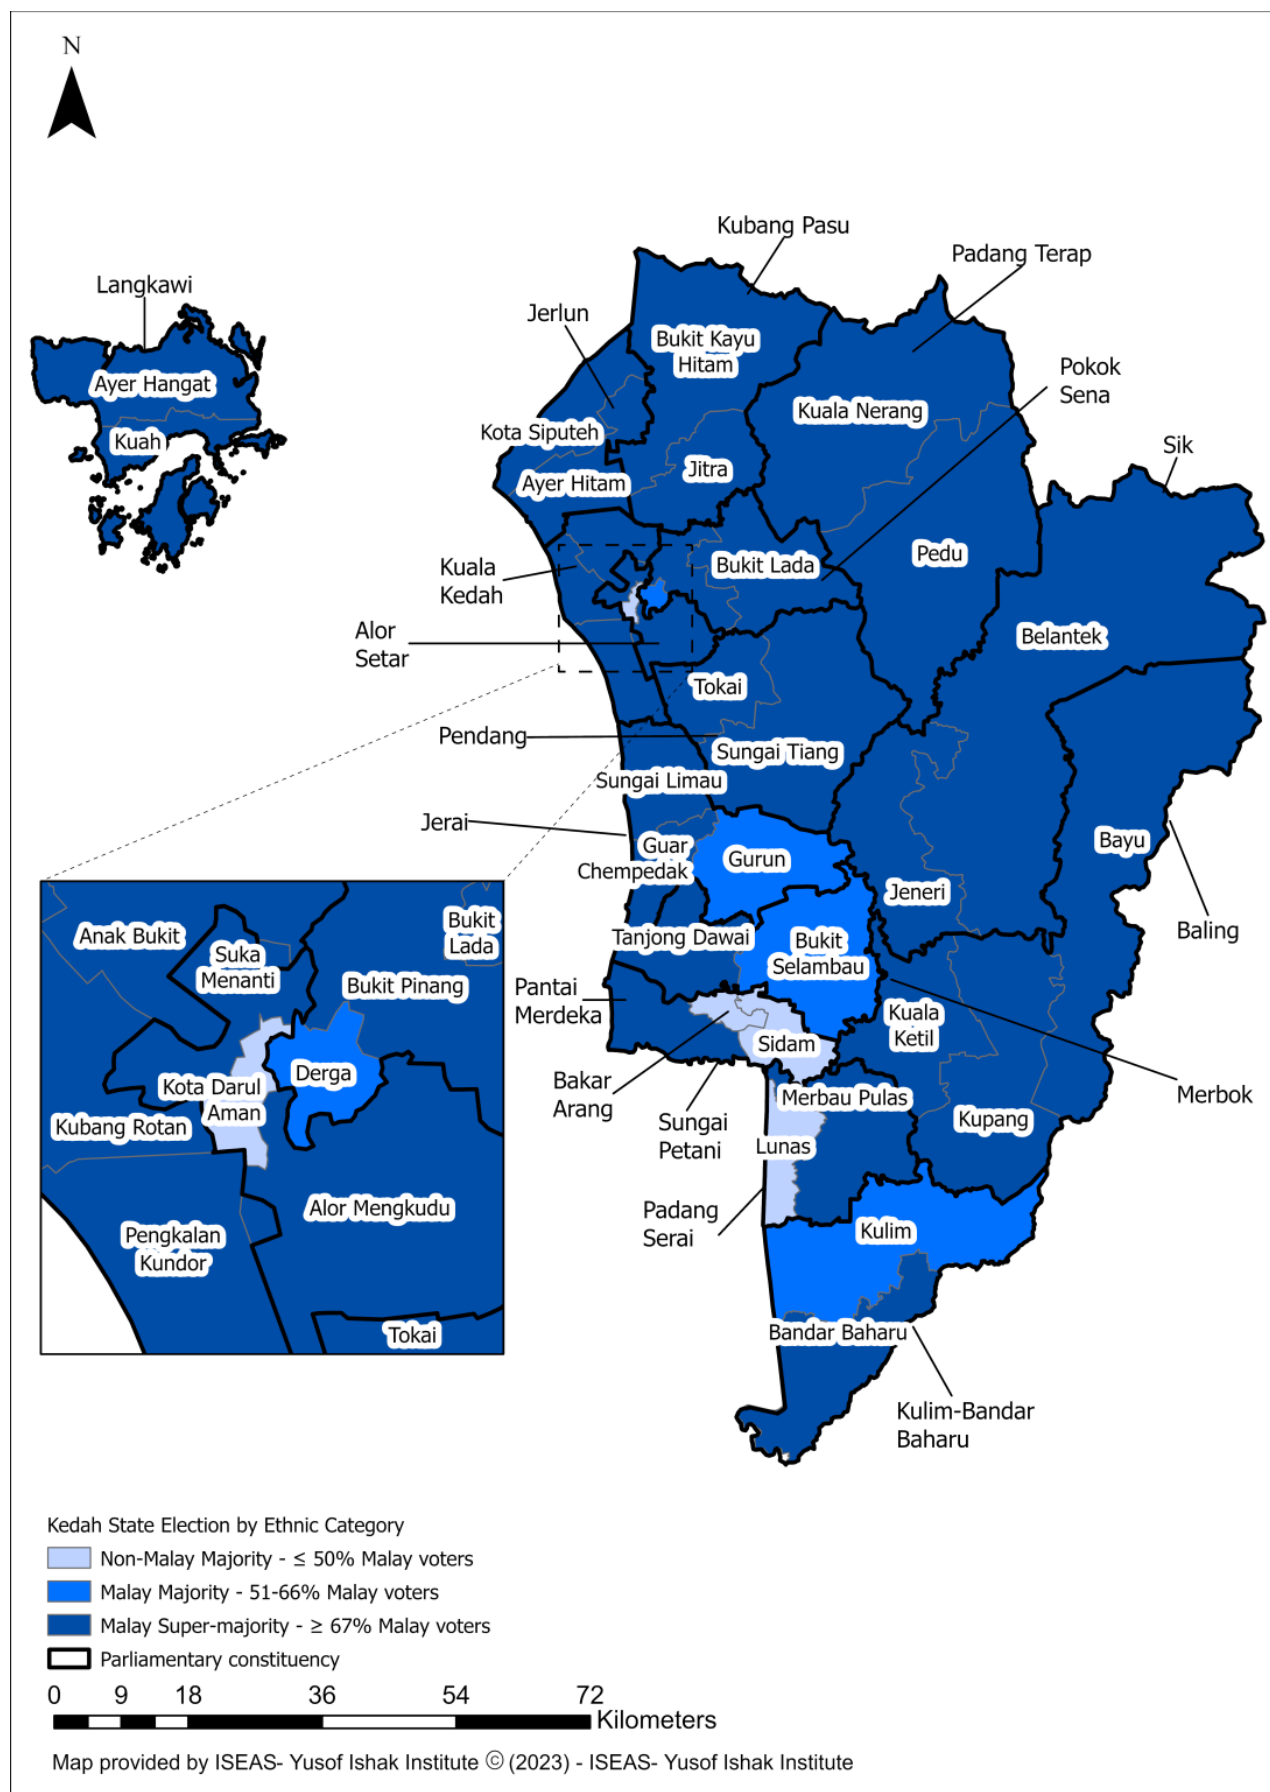 N
Kubang Pasu
Padang Terap
Langkawi
Jerlun
Bukit Kayu
Hitam
Pokok
Sena
Ayer Hangat
Kuala Nerang
Kota Siputeh
Kuah
Sik
Jitra
Ayer Hitam
Pedu
Bukit Lada
Kuala
Kedah
Belantek
Alor
Setar
Tokai
Pendang
Sungai Tiang
Sungai Limau
Jerai
Guar
Chempedak
Gurun
Bayu
Jeneri
Baling
Tanjong Dawai
Bukit
Selambau
Pantai
Merdeka
Kuala
Ketil
Sidam
Bakar
Arang
Merbau Pulas
Merbok
Sungai
Petani
Kupang
Lunas
Padang
Serai
Kulim
Bandar Baharu
Kulim-Bandar
Baharu
Anak Bukit
Bukit
Lada
Suka
Menanti
Bukit Pinang
Derga
Kota Darul
Aman
Kubang Rotan
Alor Mengkudu
Pengkalan
Kundor
Tokai
Kedah State Election by Ethnic Category
Non-Malay Majority - ≤ 50% Malay voters
Malay Majority - 51-66% Malay voters
Malay Super-majority - ≥ 67% Malay voters
Parliamentary constituency
0 9 18 36 54 72
Kilometers
Map provided by ISEAS- Yusof Ishak Institute © (2023) - ISEAS- Yusof Ishak Institute